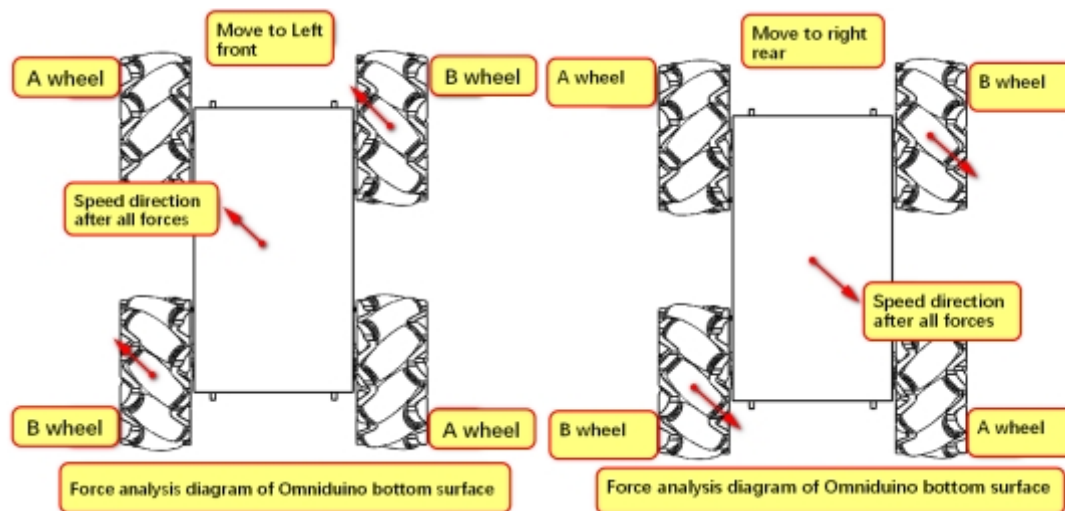 Move to Left
front
A wheel
B wheel
Speed direction
after all forces
B wheel
A wheel
Force analysis diagram of Omniduino bottom surface
Move to right
rear
A wheel
B wheel
Speed direction
after all forces
B wheel
A wheel
Force analysis diagram of Omniduino bottom surface